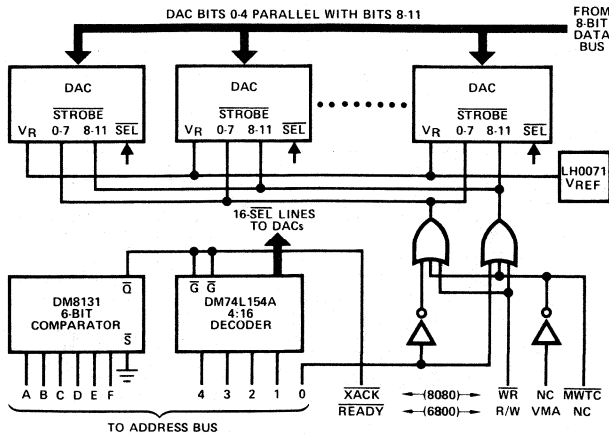 DAC BITS 0-4 PARALLEL WITH BITS 8-11
FROM
8-BIT
DATA
BUS
DAC
STROBE
VR 0-7 8-11 SEL
DAC
STROBE
VR 0-7 8-11 SEL
DAC
STROBE
VR 0-7 8-11 SEL
LH0071
VREF
16-SEL LINES
TO DACs
DM8131
6-BIT
COMPARATOR
Q
S
G G
DM74L154A
4:16
DECODER
A B C D E F
4 3 2 1 0
TO ADDRESS BUS
XACK (8080) WR NC MWTC
READY (6800) R/W VMA NC